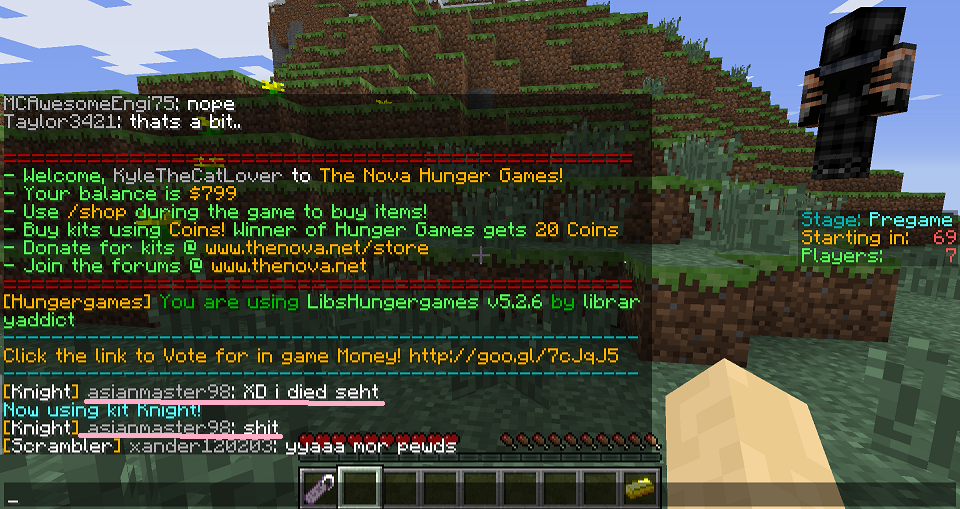 MCAwesomeEngi75: nope
Taylor3421: thats a bit..
- Welcome, KyleTheCatLover to The Nova Hunger Games!
- Your balance is $799
- Use /shop during the game to buy items!
- Buy kits using Coins! Winner of Hunger Games gets 20 Coins
- Donate for kits @ www.thenova.net/store
- Join the forums @ www.thenova.net
[Hungergames] You are using LibsHungergames v5.2.6 by librar
yaddict
Click the link to Vote for in game Money! http://goo.gl/7cJqJ5
[Knight] asianmaster98: XD i died seht
Now using kit Knight!
[Knight] asianmaster98: shit
[Scrambler] xander120203: yyaaa mor pewds
Stage: Pregame
Starting in: 69
Players: 7